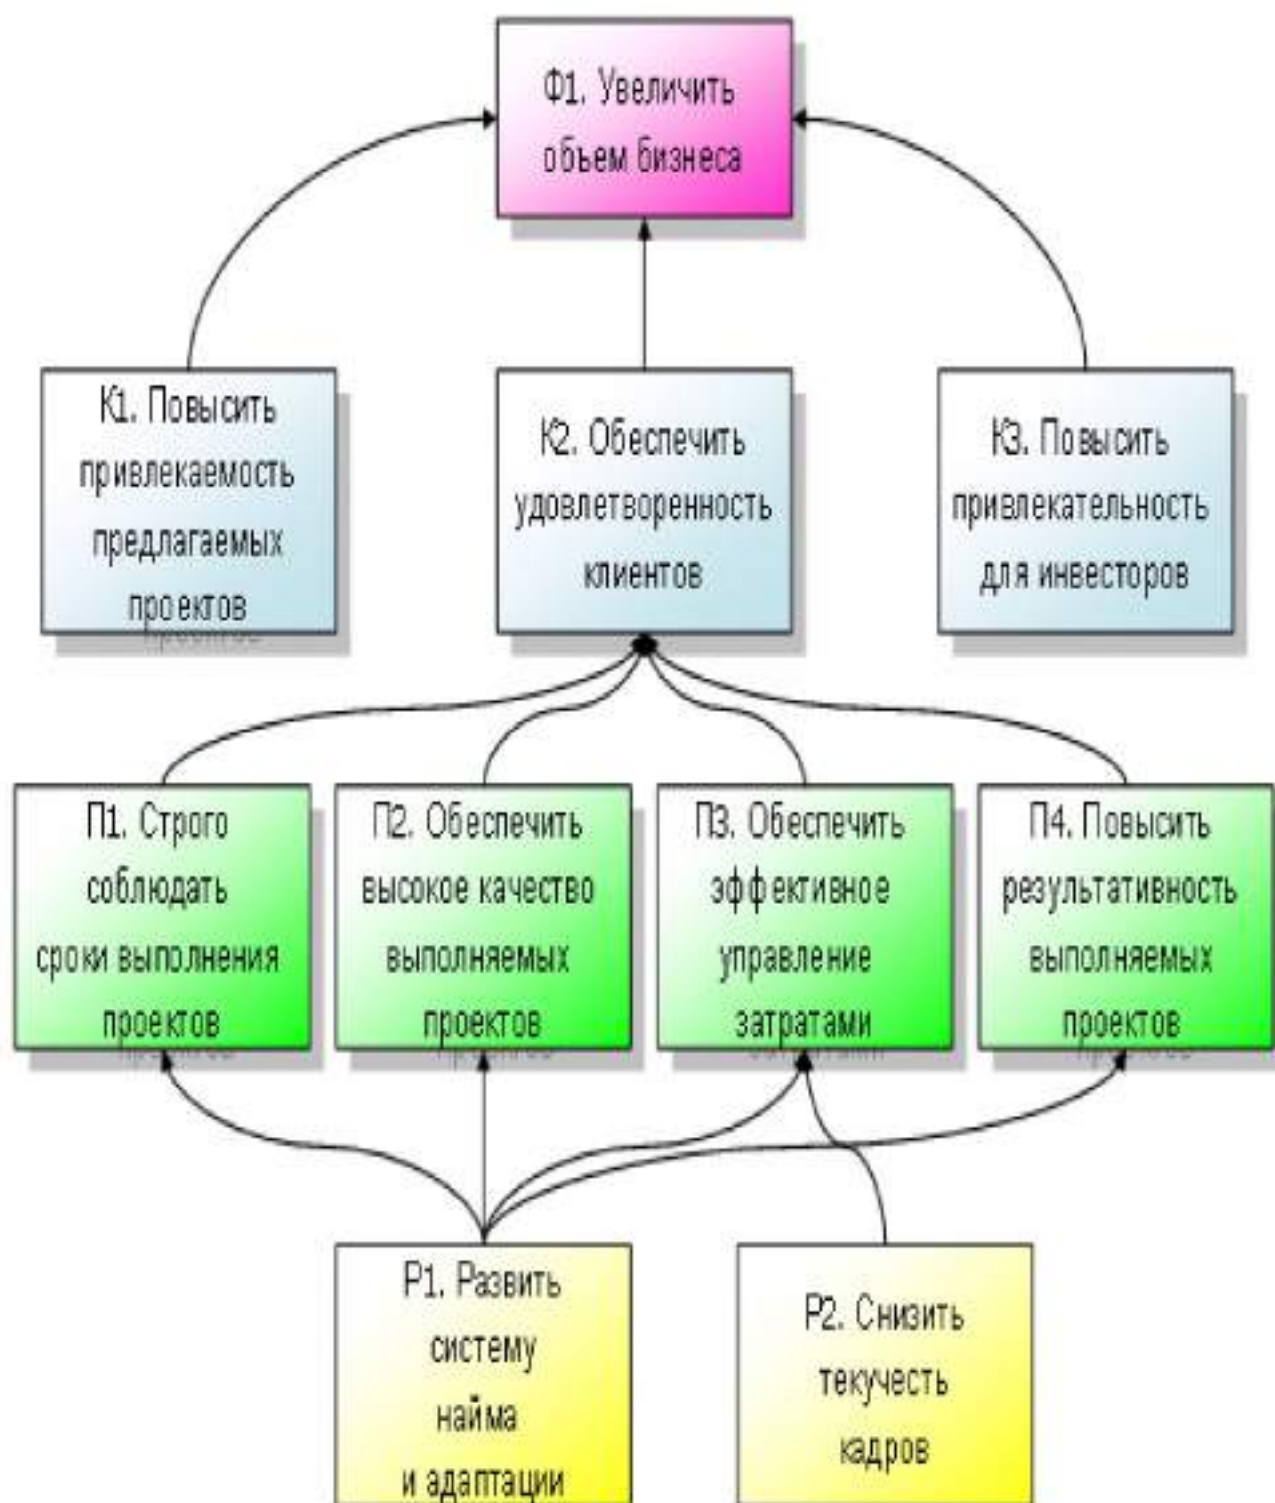 Ф1. Увеличить
объем бизнеса
К1. Повысить
привлекаемость
предлагаемых
проектов
К2. Обеспечить
удовлетворенность
клиентов
К3. Повысить
привлекательность
для инвесторов
П1. Строго
соблюдать
сроки выполнения
проектов
П2. Обеспечить
высокое качество
выполняемых
проектов
П3. Обеспечить
эффективное
управление
затратами
П4. Повысить
результативность
выполняемых
проектов
Р1. Развить
систему
найма
и адаптации
Р2. Снизить
текучесть
кадров